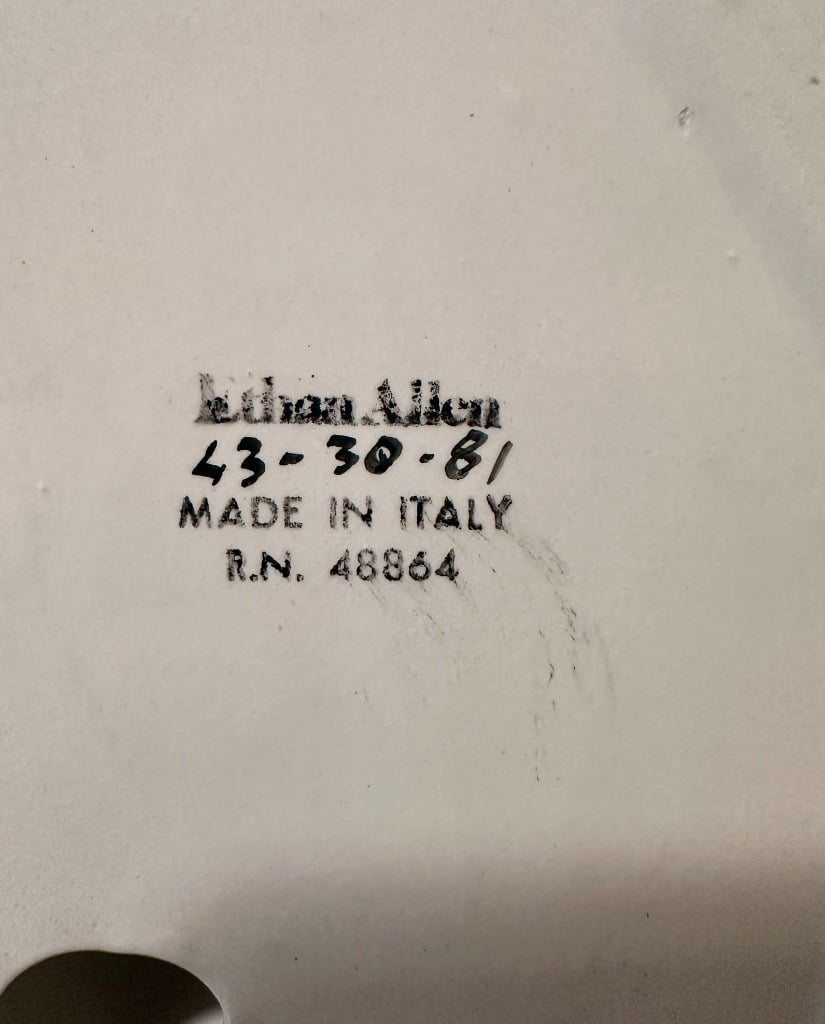 Ethan Allen
43-30-81
MADE IN ITALY
R.N. 48864